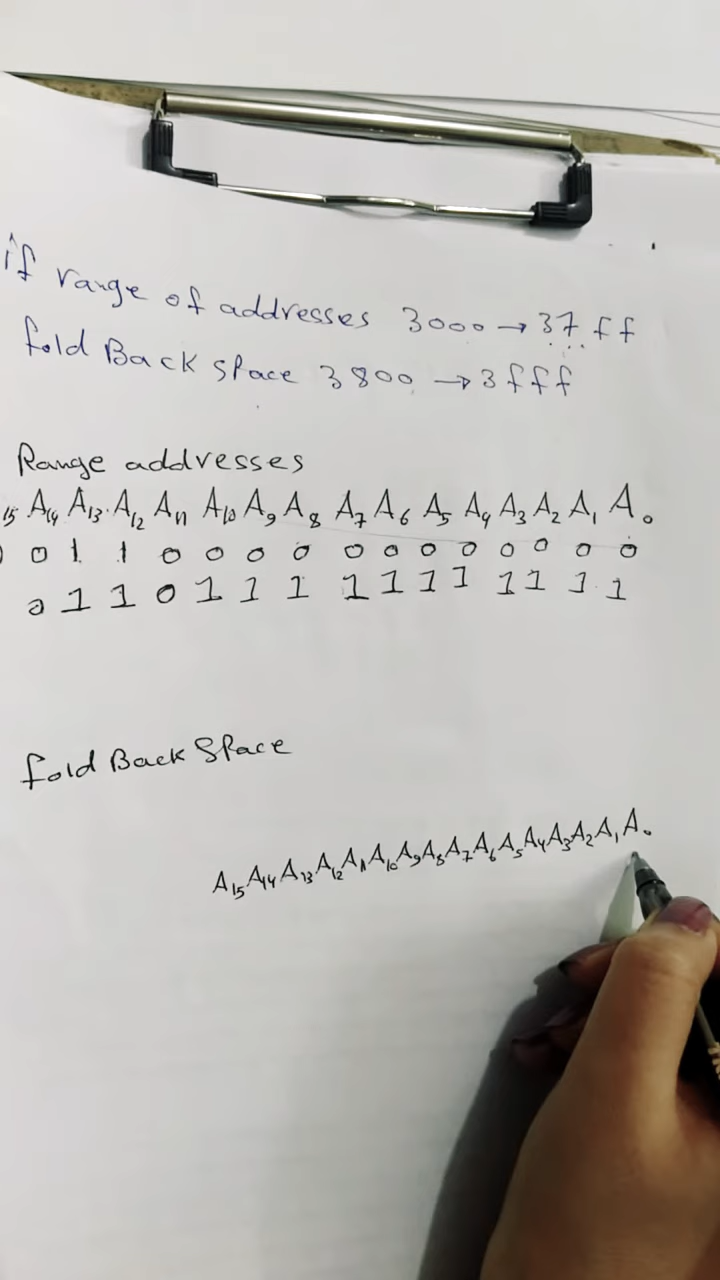 if range of addresses 3000 → 37ff
fold Back space 3800 → 3fff
Range addresses
15 A14 A13 A12 A11 A10 A9 A8 A7 A6 A5 A4 A3 A2 A1 A0
0 0 1 1 0 0 0 0 0 0 0 0 0 0 0 0
0 1 1 0 1 1 1 1 1 1 1 1 1 1 1
fold Back Space
A15 A14 A13 A12 A11 A10 A9 A8 A7 A6 A5 A4 A3 A2 A1 A0